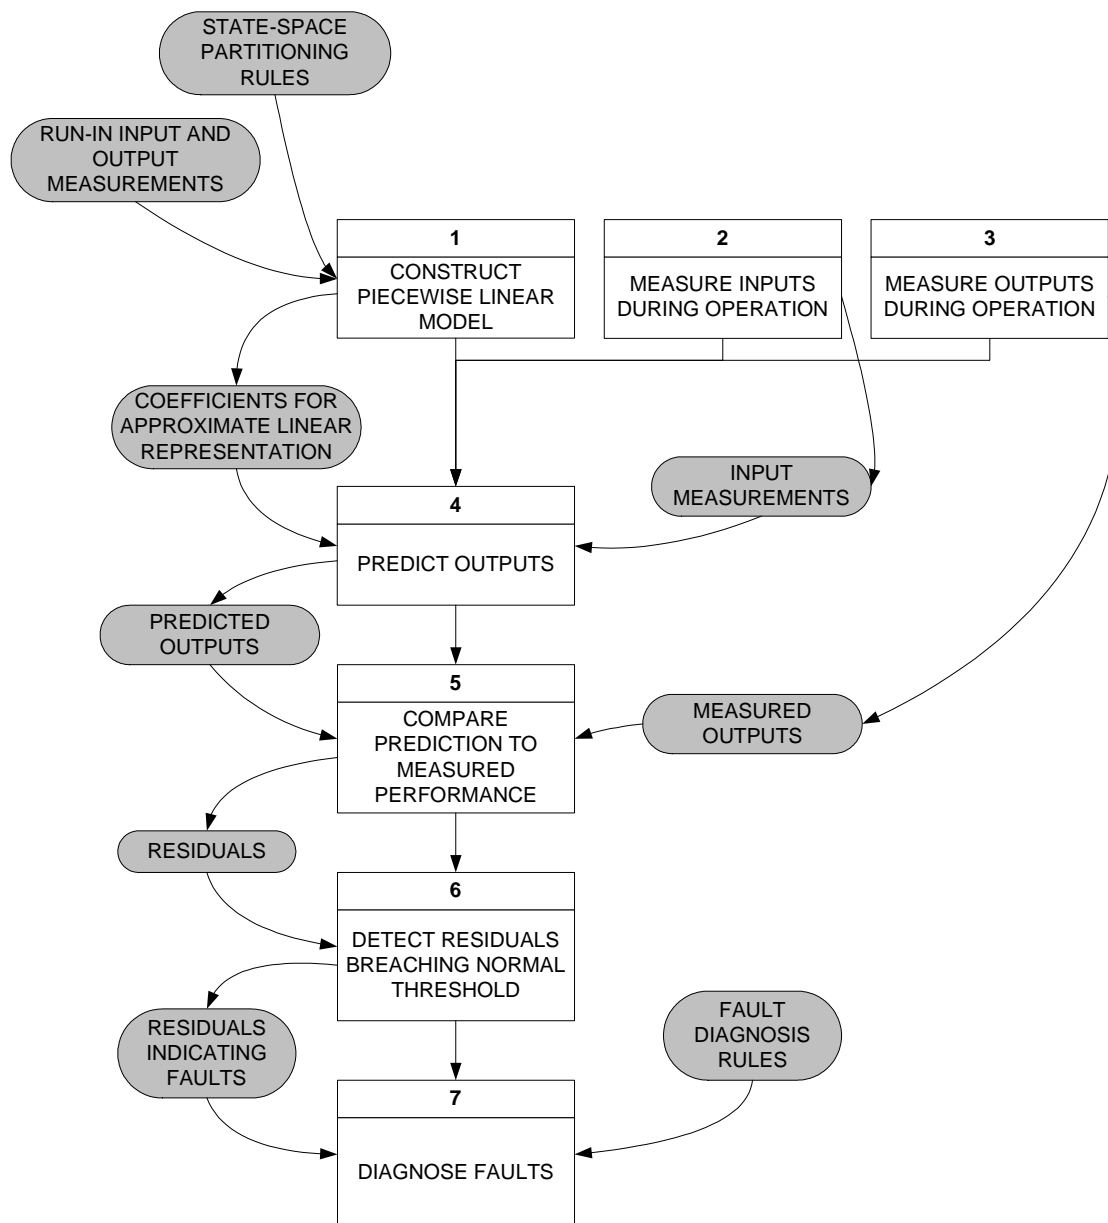 STATE-SPACE
PARTITIONING
RULES
RUN-IN INPUT AND
OUTPUT
MEASUREMENTS
1
CONSTRUCT
PIECEWISE LINEAR
MODEL
2
MEASURE INPUTS
DURING OPERATION
3
MEASURE OUTPUTS
DURING OPERATION
COEFFICIENTS FOR
APPROXIMATE LINEAR
REPRESENTATION
INPUT
MEASUREMENTS
4
PREDICT OUTPUTS
PREDICTED
OUTPUTS
5
COMPARE
PREDICTION TO
MEASURED
PERFORMANCE
MEASURED
OUTPUTS
RESIDUALS
6
DETECT RESIDUALS
BREACHING NORMAL
THRESHOLD
RESIDUALS
INDICATING
FAULTS
FAULT
DIAGNOSIS
RULES
7
DIAGNOSE FAULTS